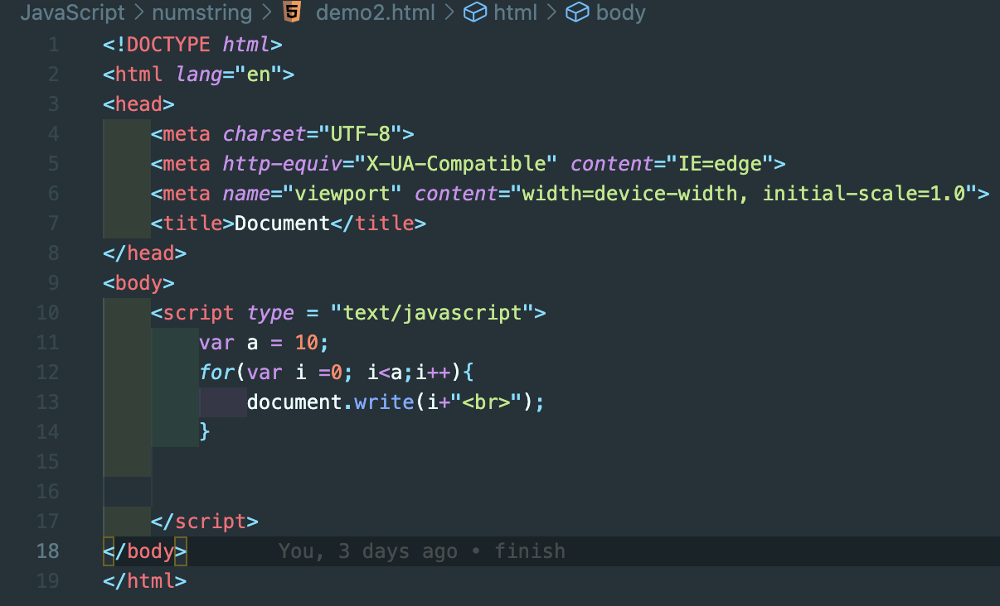 JavaScript > numstring > demo2.html > html > body
1 <!DOCTYPE html>
2 <html lang="en">
3 <head>
4     <meta charset="UTF-8">
5     <meta http-equiv="X-UA-Compatible" content="IE=edge">
6     <meta name="viewport" content="width=device-width, initial-scale=1.0">
7     <title>Document</title>
8 </head>
9 <body>
10     <script type = "text/javascript">
11         var a = 10;
12         for(var i =0; i<a;i++){
13             document.write(i+"<br>");
14         }
15
16
17     </script>
18 </body> You, 3 days ago • finish
19 </html>